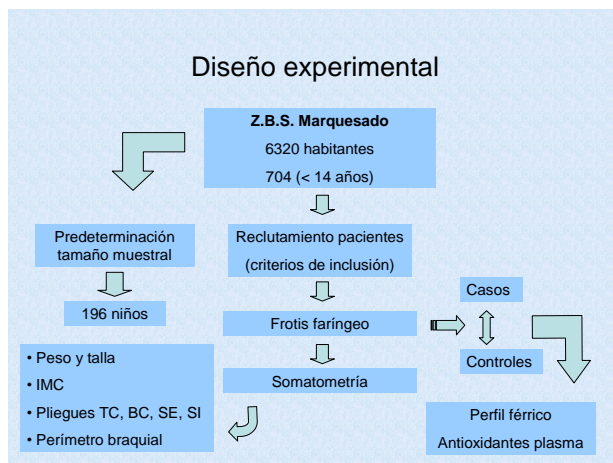 Diseño experimental
Z.B.S. Marquesado
6320 habitantes
704 (< 14 años)
Predeterminación
tamaño muestral
196 niños
Reclutamiento pacientes
(criterios de inclusión)
Frotis faríngeo
Somatometría
Casos
Controles
• Peso y talla
• IMC
• Pliegues TC, BC, SE, SI
• Perímetro braquial
Perfil férrico
Antioxidantes plasma